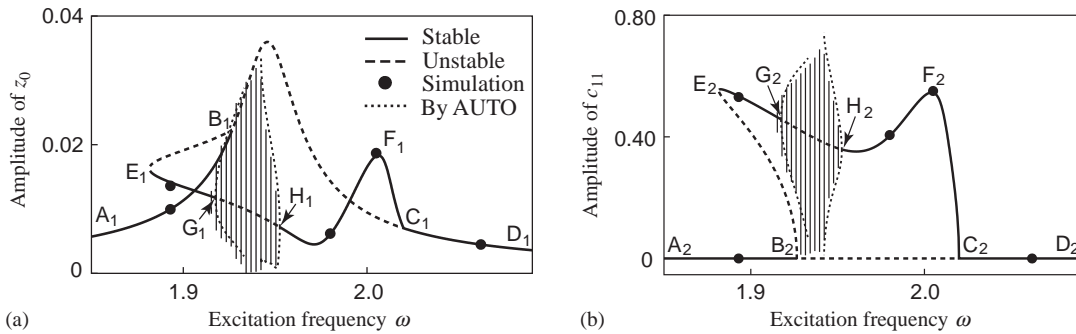 0.04
0.02
0
Amplitude of z0
Stable
Unstable
Simulation
By AUTO
A1
B1
C1
D1
E1
F1
G1
H1
1.9
2.0
Excitation frequency ω
(a)
0.80
0.40
0
Amplitude of c11
A2
B2
C2
D2
E2
F2
G2
H2
1.9
2.0
Excitation frequency ω
(b)